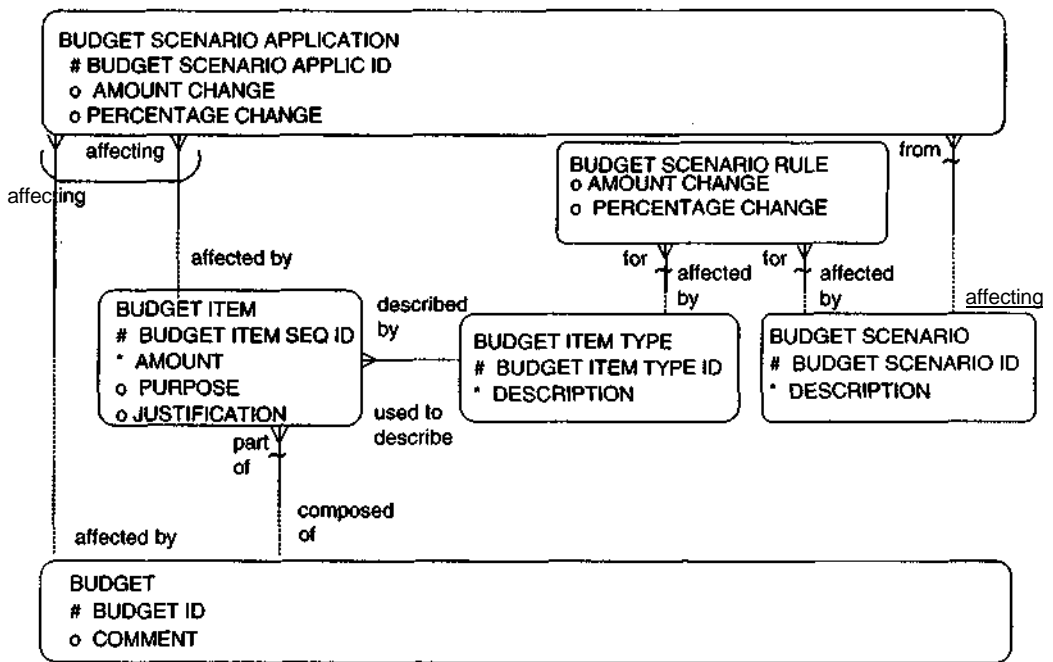 BUDGET SCENARIO APPLICATION
# BUDGET SCENARIO APPLIC ID
o AMOUNT CHANGE
o PERCENTAGE CHANGE
affecting
affecting
from
BUDGET SCENARIO RULE
o AMOUNT CHANGE
o PERCENTAGE CHANGE
affected by
for
affected
by
for
affected
by
affecting
BUDGET ITEM
# BUDGET ITEM SEQ ID
* AMOUNT
o PURPOSE
o JUSTIFICATION
described
by
used to
describe
BUDGET ITEM TYPE
# BUDGET ITEM TYPE ID
* DESCRIPTION
BUDGET SCENARIO
# BUDGET SCENARIO ID
* DESCRIPTION
part
of
composed
of
affected by
BUDGET
# BUDGET ID
o COMMENT